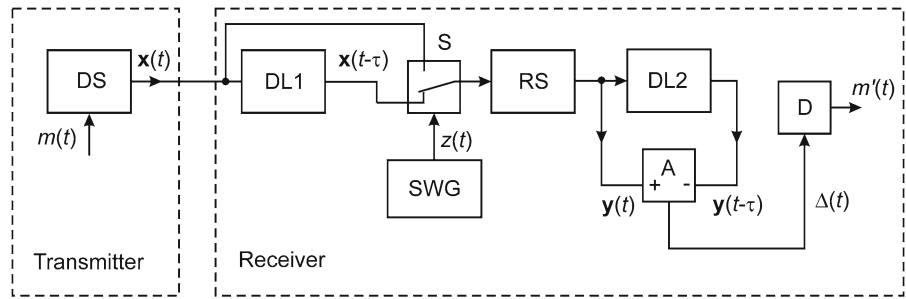 DS
x(t)
m(t)
DL1
x(t-τ)
S
z(t)
SWG
RS
DL2
A
+ -
y(t)
y(t-τ)
D
m'(t)
Δ(t)
Transmitter
Receiver